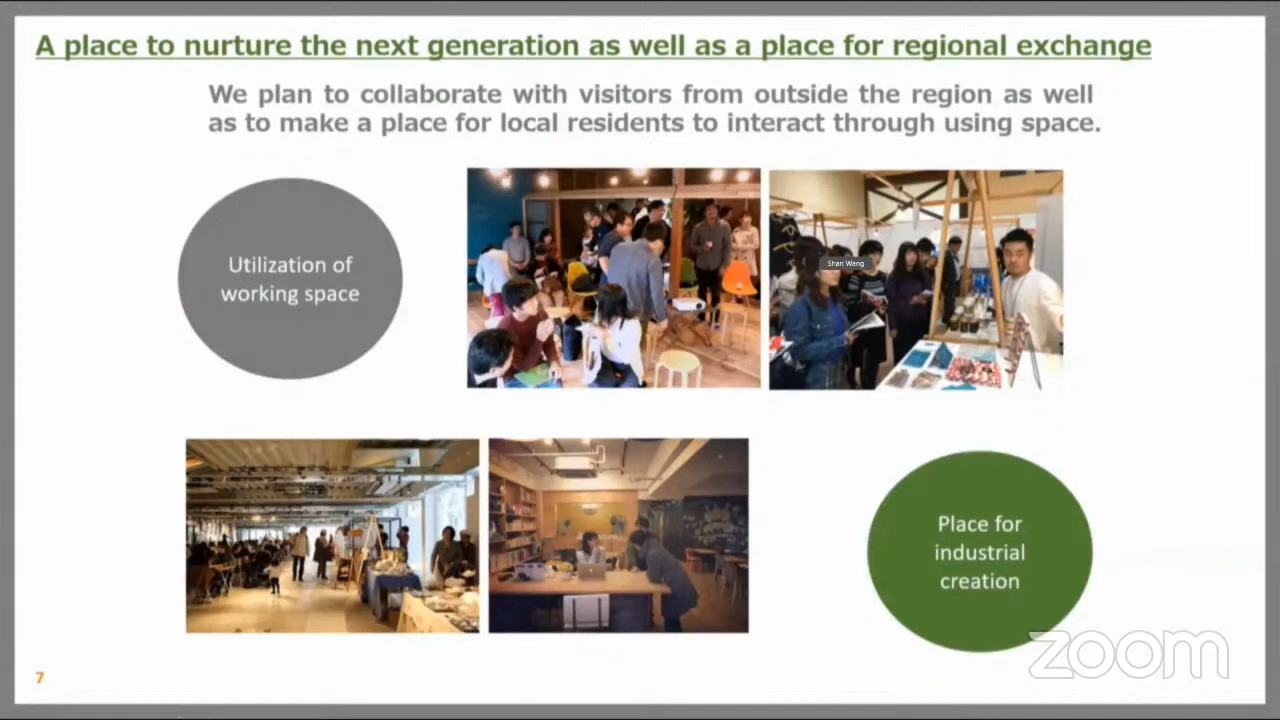 A place to nurture the next generation as well as a place for regional exchange
We plan to collaborate with visitors from outside the region as well
as to make a place for local residents to interact through using space.
Utilization of
working space
Shan Wang
Place for
industrial
creation
zoom
7